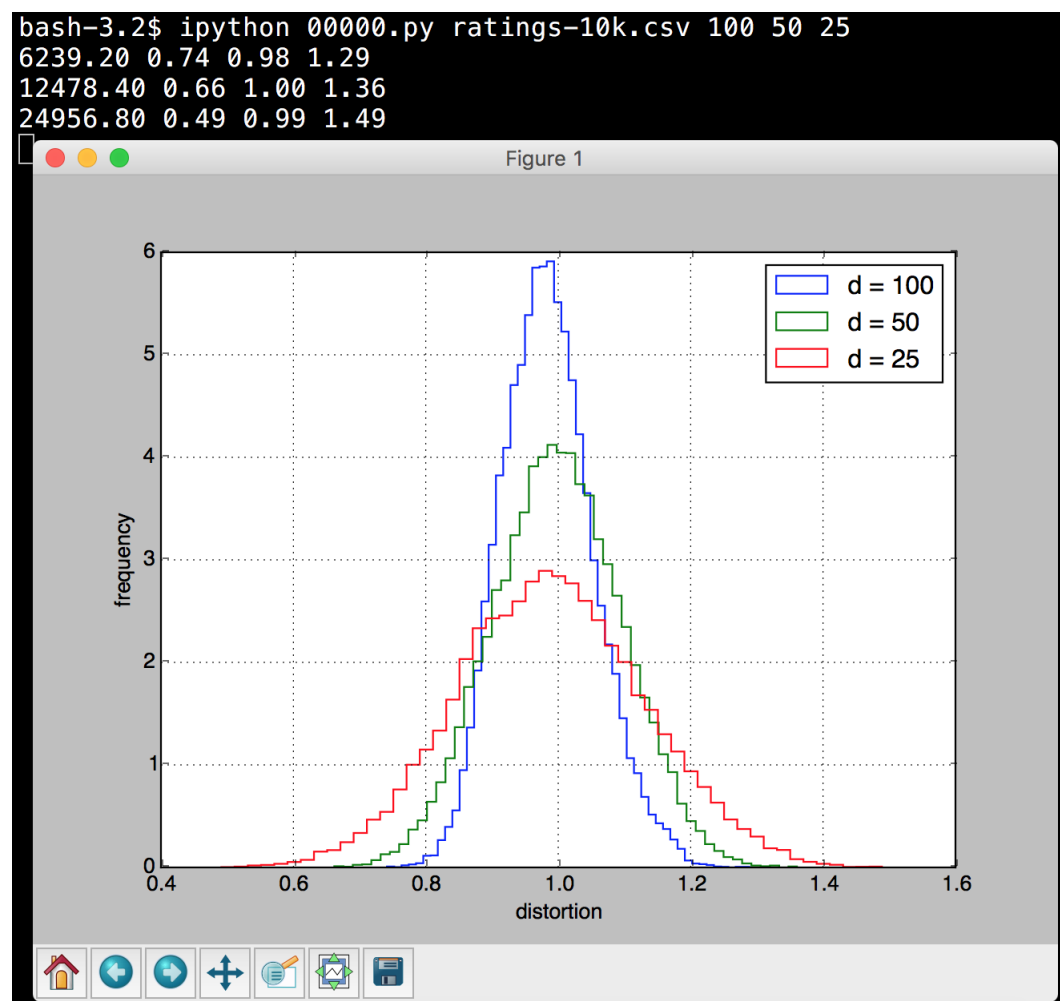 bash-3.2$ ipython 00000.py ratings-10k.csv 100 50 25
6239.20 0.74 0.98 1.29
12478.40 0.66 1.00 1.36
24956.80 0.49 0.99 1.49
Figure 1
6
5
4
3
2
1
0
frequency
d = 100
d = 50
d = 25
0.4 0.6 0.8 1.0 1.2 1.4 1.6
distortion